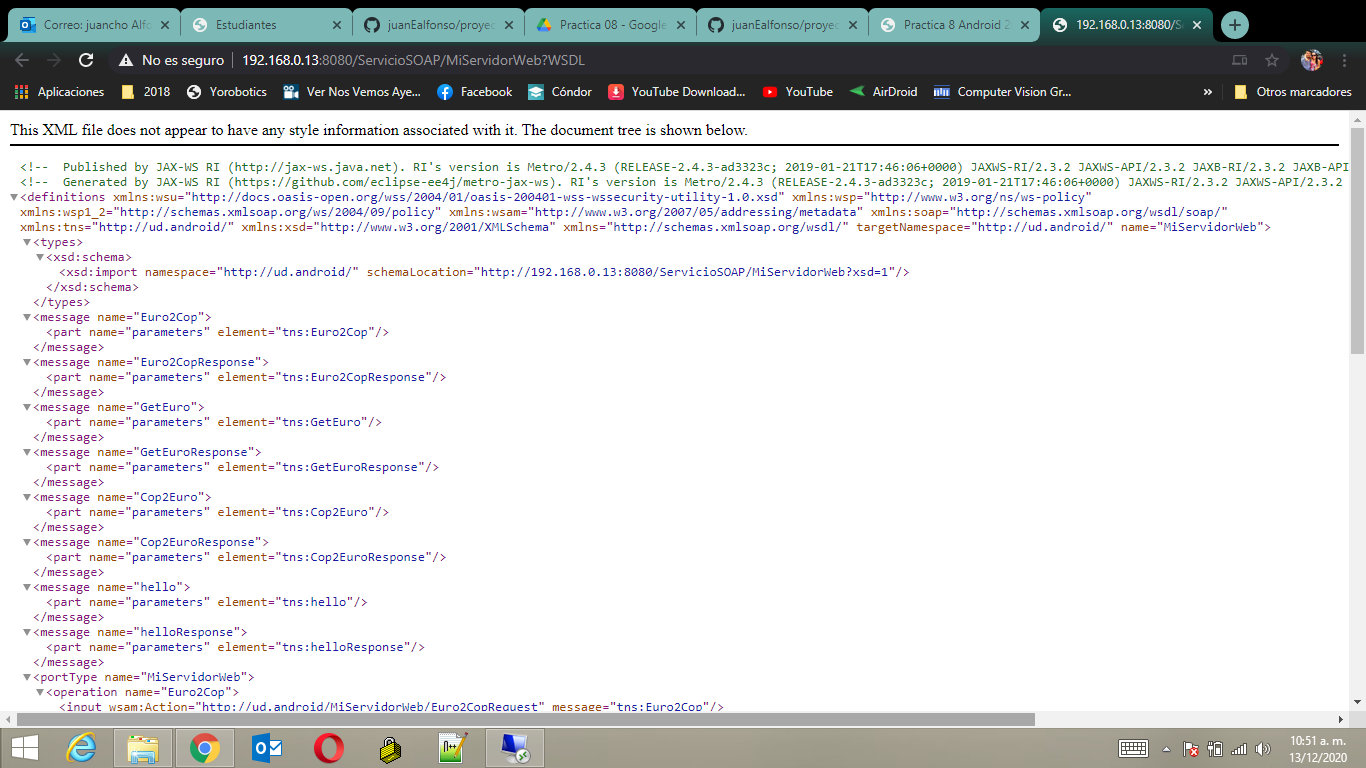 Correo: juancho Alfo
Estudiantes
juanEalfonso/proyec
Practica 08 - Google
juanEalfonso/proyec
Practica 8 Android 2
192.168.0.13:8080/S
No es seguro
192.168.0.13:8080/ServicioSOAP/MiServidorWeb?WSDL
Aplicaciones
2018
Yorobotics
Ver Nos Vemos Aye...
Facebook
Cóndor
YouTube Download...
YouTube
AirDroid
Computer Vision Gr...
»
Otros marcadores
This XML file does not appear to have any style information associated with it. The document tree is shown below.
<!-- Published by JAX-WS RI (http://jax-ws.java.net). RI's version is Metro/2.4.3 (RELEASE-2.4.3-ad3323c; 2019-01-21T17:46:06+0000) JAXWS-RI/2.3.2 JAXWS-API/2.3.2 JAXB-RI/2.3.2 JAXB-API
<!-- Generated by JAX-WS RI (https://github.com/eclipse-ee4j/metro-jax-ws). RI's version is Metro/2.4.3 (RELEASE-2.4.3-ad3323c; 2019-01-21T17:46:06+0000) JAXWS-RI/2.3.2 JAXWS-API/2.3.2
<definitions xmlns:wsu="http://docs.oasis-open.org/wss/2004/01/oasis-200401-wss-wssecurity-utility-1.0.xsd" xmlns:wsp="http://www.w3.org/ns/ws-policy"
xmlns:wsp1_2="http://schemas.xmlsoap.org/ws/2004/09/policy" xmlns:wsam="http://www.w3.org/2007/05/addressing/metadata" xmlns:soap="http://schemas.xmlsoap.org/wsdl/soap/"
xmlns:tns="http://ud.android/" xmlns:xsd="http://www.w3.org/2001/XMLSchema" xmlns="http://schemas.xmlsoap.org/wsdl/" targetNamespace="http://ud.android/" name="MiServidorWeb">
<types>
<xsd:schema>
<xsd:import namespace="http://ud.android/" schemaLocation="http://192.168.0.13:8080/ServicioSOAP/MiServidorWeb?xsd=1"/>
</xsd:schema>
</types>
<message name="Euro2Cop">
<part name="parameters" element="tns:Euro2Cop"/>
</message>
<message name="Euro2CopResponse">
<part name="parameters" element="tns:Euro2CopResponse"/>
</message>
<message name="GetEuro">
<part name="parameters" element="tns:GetEuro"/>
</message>
<message name="GetEuroResponse">
<part name="parameters" element="tns:GetEuroResponse"/>
</message>
<message name="Cop2Euro">
<part name="parameters" element="tns:Cop2Euro"/>
</message>
<message name="Cop2EuroResponse">
<part name="parameters" element="tns:Cop2EuroResponse"/>
</message>
<message name="hello">
<part name="parameters" element="tns:hello"/>
</message>
<message name="helloResponse">
<part name="parameters" element="tns:helloResponse"/>
</message>
<portType name="MiServidorWeb">
<operation name="Euro2Cop">
<input wsam:Action="http://ud.android/MiServidorWeb/Euro2CopRequest" message="tns:Euro2Cop"/>
10:51 a. m.
13/12/2020